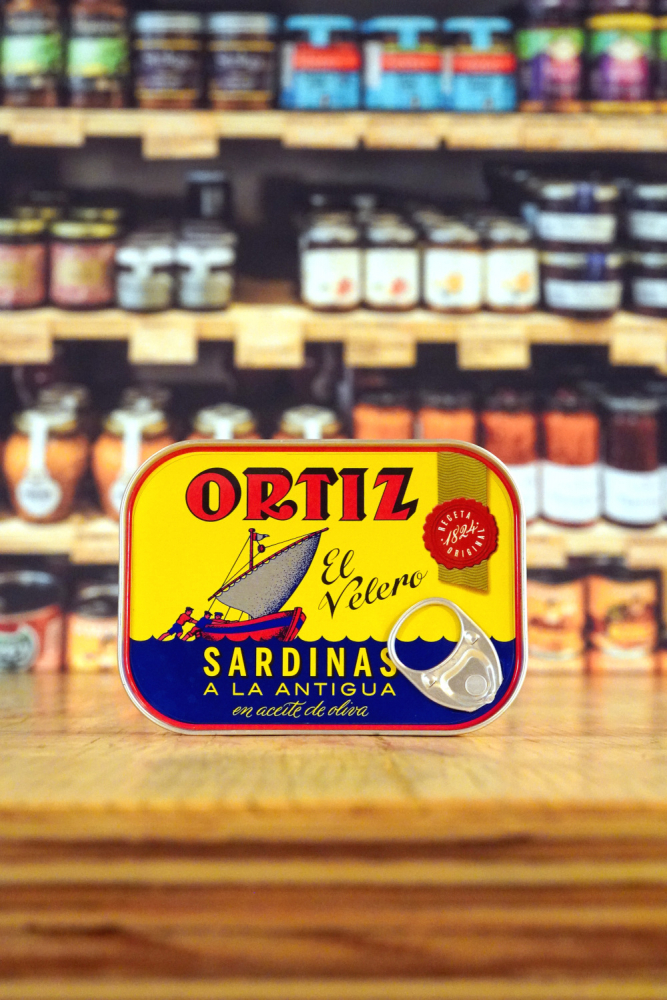 ORTIZ
El
Velero
RECETA
1824
ORIGINAL
SARDINAS
A LA ANTIGUA
en aceite de oliva